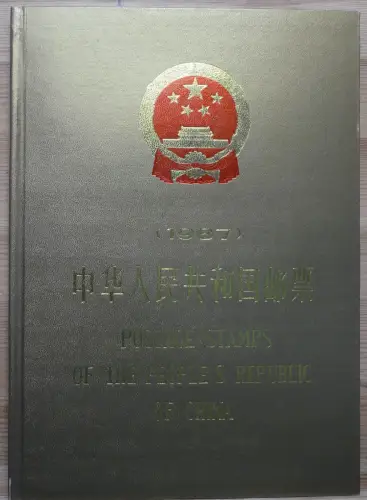 (1987)
中华人民共和国邮票
POSTAGE STAMPS
OF THE PEOPLE'S REPUBLIC
OF CHINA